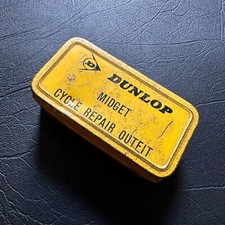 D
DUNLOP
MIDGET
CYCLE REPAIR OUTFIT